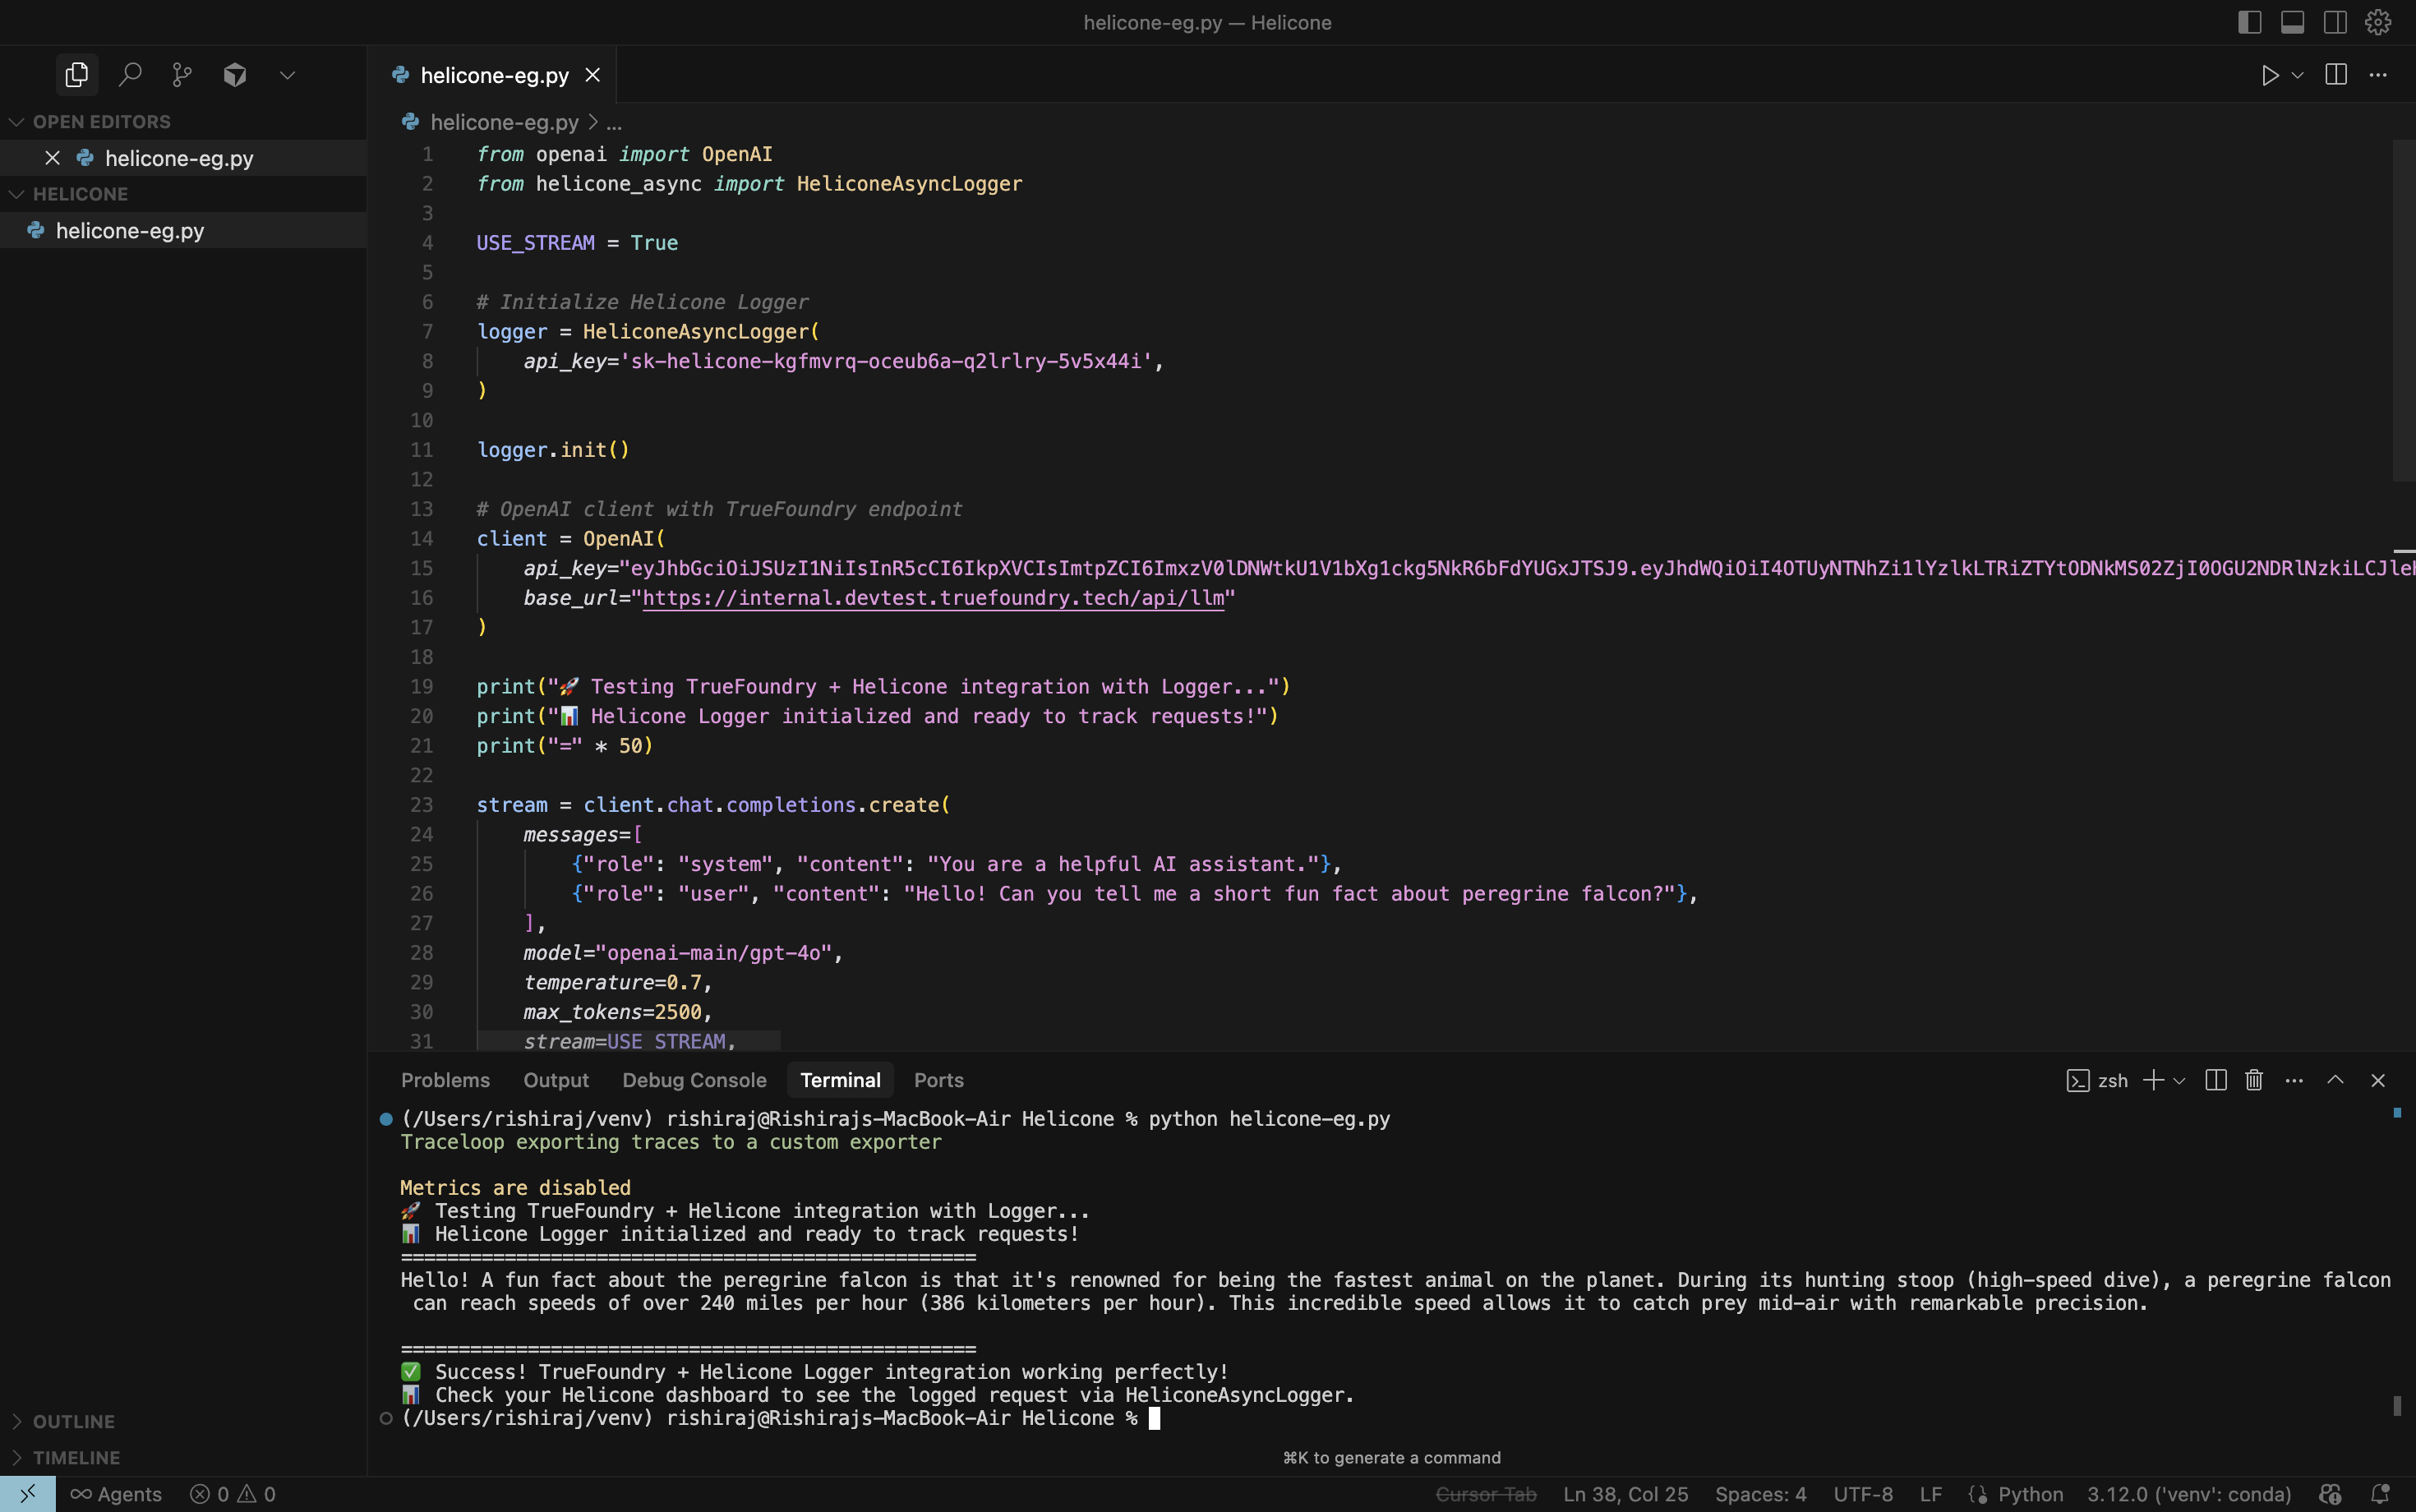 helicone-eg.py — Helicone
helicone-eg.py
OPEN EDITORS
helicone-eg.py
HELICONE
helicone-eg.py
OUTLINE
TIMELINE
helicone-eg.py > ...
1 from openai import OpenAI
2 from helicone_async import HeliconeAsyncLogger
3
4 USE_STREAM = True
5
6 # Initialize Helicone Logger
7 logger = HeliconeAsyncLogger(
8 api_key='sk-helicone-kgfmvrq-oceub6a-q2lrlry-5v5x44i',
9 )
10
11 logger.init()
12
13 # OpenAI client with TrueFoundry endpoint
14 client = OpenAI(
15 api_key="eyJhbGciOiJSUzI1NiIsInR5cCI6IkpXVCIsImtpZCI6ImxzV0lDNWtkU1V1bXg1ckg5NkR6bFdYUGxJTSJ9.eyJhdWQiOiI4OTUyNTNhZi1lYzlkLTRiZTYtODNkMS02ZjI0OGU2NDRlNzkiLCJleH
16 base_url="https://internal.devtest.truefoundry.tech/api/llm"
17 )
18
19 print("🚀 Testing TrueFoundry + Helicone integration with Logger...")
20 print("📊 Helicone Logger initialized and ready to track requests!")
21 print("=" * 50)
22
23 stream = client.chat.completions.create(
24 messages=[
25 {"role": "system", "content": "You are a helpful AI assistant."},
26 {"role": "user", "content": "Hello! Can you tell me a short fun fact about peregrine falcon?"},
27 ],
28 model="openai-main/gpt-4o",
29 temperature=0.7,
30 max_tokens=2500,
31 stream=USE_STREAM,
Problems Output Debug Console Terminal Ports zsh
(/Users/rishiraj/venv) rishiraj@Rishirajs-MacBook-Air Helicone % python helicone-eg.py
Traceloop exporting traces to a custom exporter
Metrics are disabled
🚀 Testing TrueFoundry + Helicone integration with Logger...
📊 Helicone Logger initialized and ready to track requests!
==================================================
Hello! A fun fact about the peregrine falcon is that it's renowned for being the fastest animal on the planet. During its hunting stoop (high-speed dive), a peregrine falcon
can reach speeds of over 240 miles per hour (386 kilometers per hour). This incredible speed allows it to catch prey mid-air with remarkable precision.
==================================================
✅ Success! TrueFoundry + Helicone Logger integration working perfectly!
📊 Check your Helicone dashboard to see the logged request via HeliconeAsyncLogger.
(/Users/rishiraj/venv) rishiraj@Rishirajs-MacBook-Air Helicone %
⌘K to generate a command
Agents 0 0 Cursor Tab Ln 38, Col 25 Spaces: 4 UTF-8 LF Python 3.12.0 ('venv': conda)